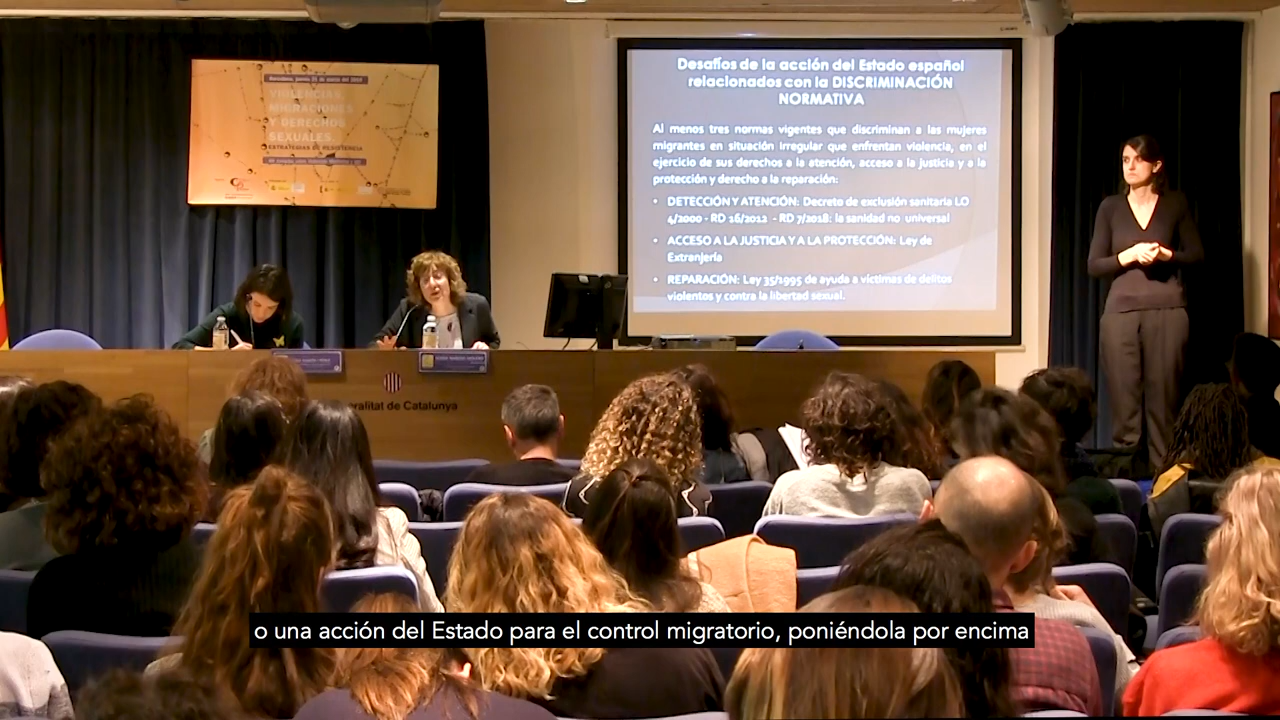 VIOLENCIAS,
MIGRACIONES
Y DERECHOS
SEXUALES.
ESTRATEGIAS DE RESISTENCIA
Desafíos de la acción del Estado español
relacionados con la DISCRIMINACIÓN
NORMATIVA
Al menos tres normas vigentes que discriminan a las mujeres
migrantes en situación irregular que enfrentan violencia, en el
ejercicio de sus derechos a la atención, acceso a la justicia y a la
protección y derecho a la reparación:
• DETECCIÓN Y ATENCIÓN: Decreto de exclusión sanitaria LO
4/2000 - RD 16/2012 - RD 7/2018: la sanidad no universal
• ACCESO A LA JUSTICIA Y A LA PROTECCIÓN: Ley de
Extranjería
• REPARACIÓN: Ley 35/1995 de ayuda a víctimas de delitos
violentos y contra la libertad sexual.
eralitat de Catalunya
o una acción del Estado para el control migratorio, poniéndola por encima